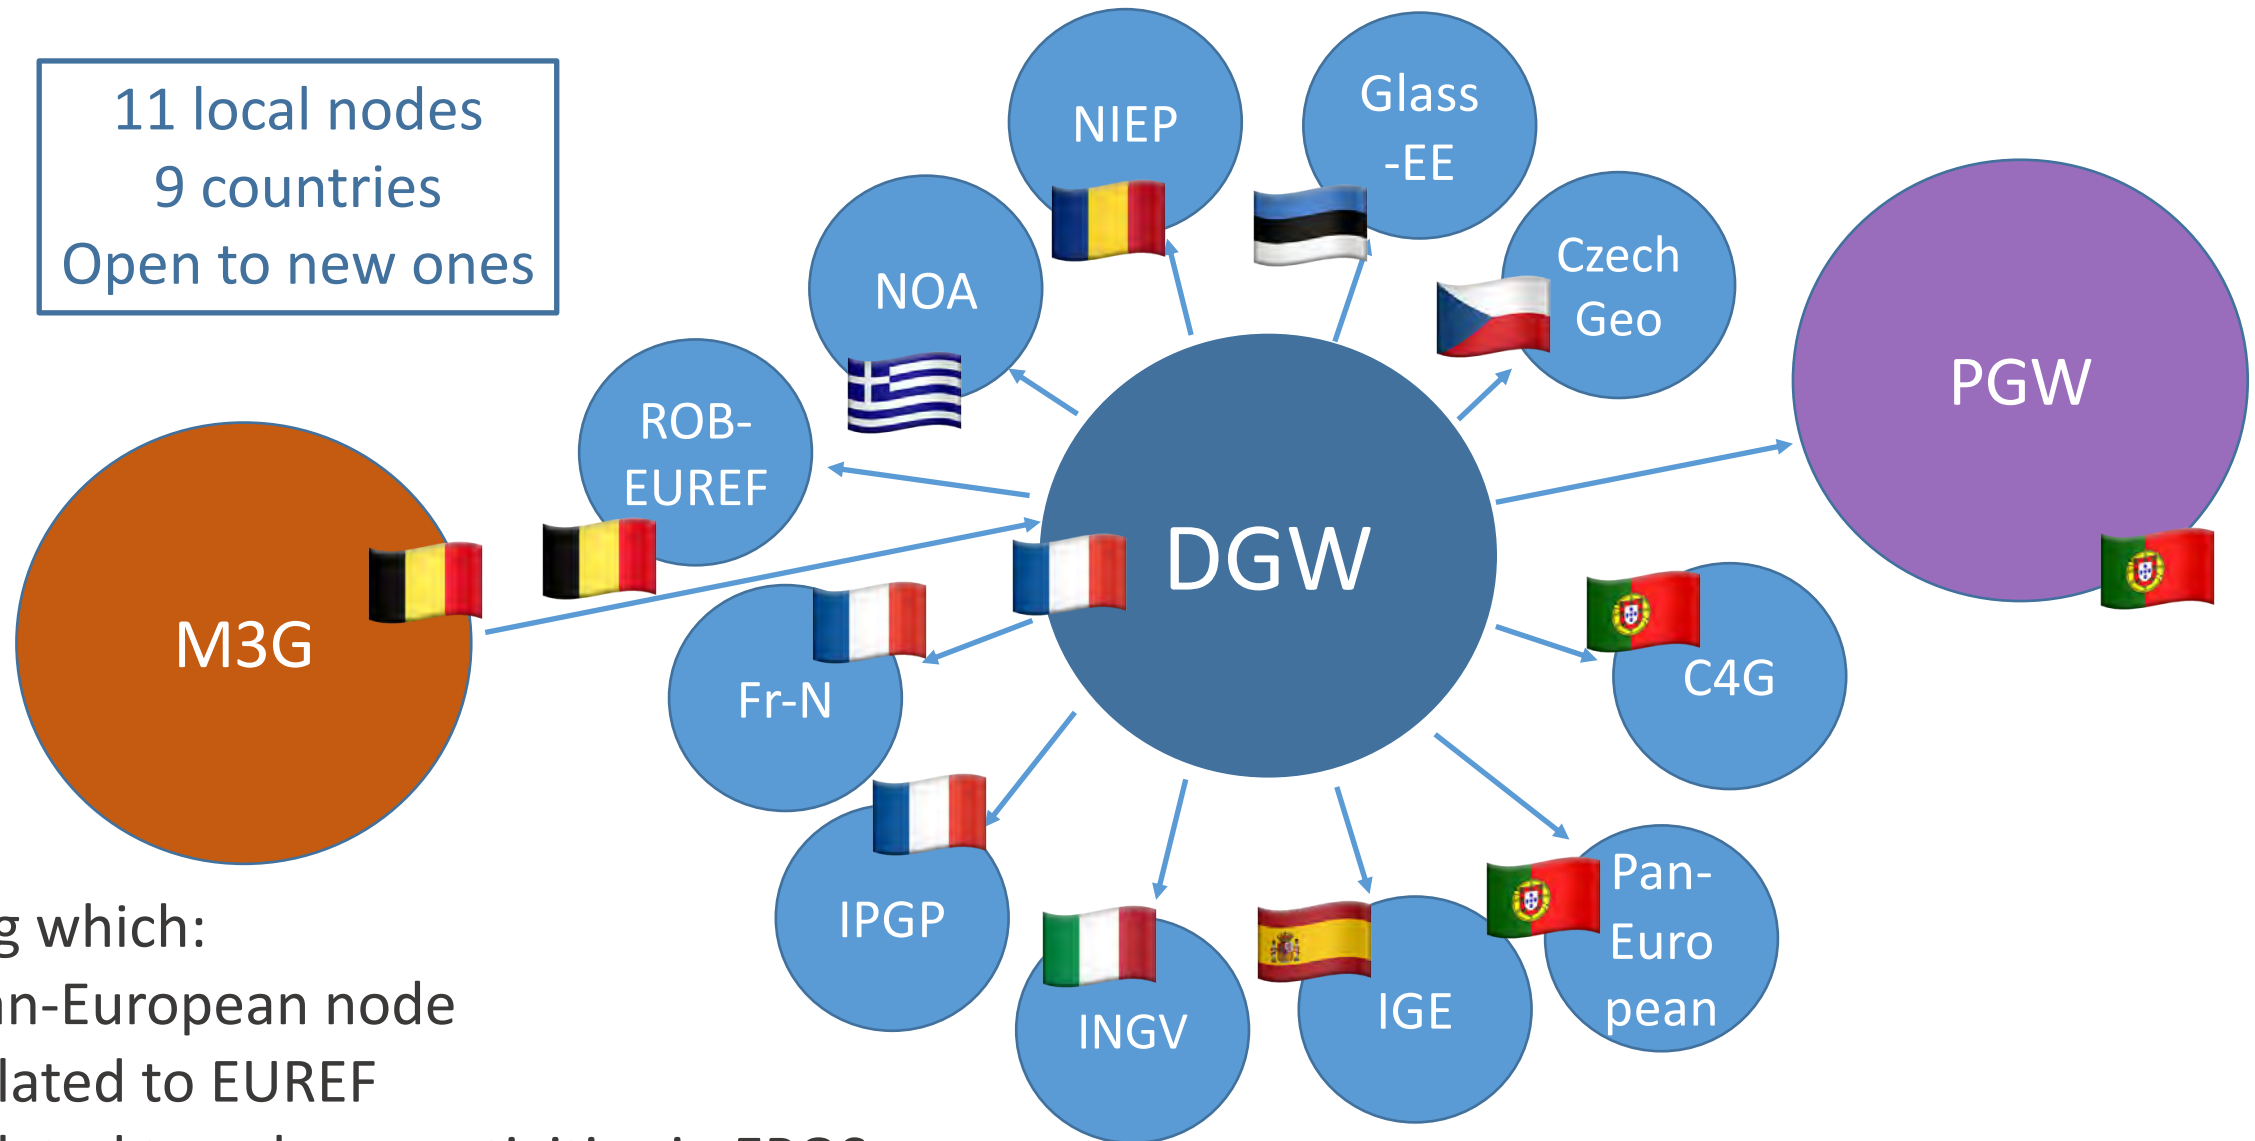 11 local nodes
9 countries
Open to new ones
NIEP
Glass
-EE
Czech
Geo
NOA
PGW
ROB-
EUREF
DGW
M3G
Fr-N
C4G
IPGP
Pan-
Euro
pean
INGV
IGE
which:
an-European node
lated to EUREF